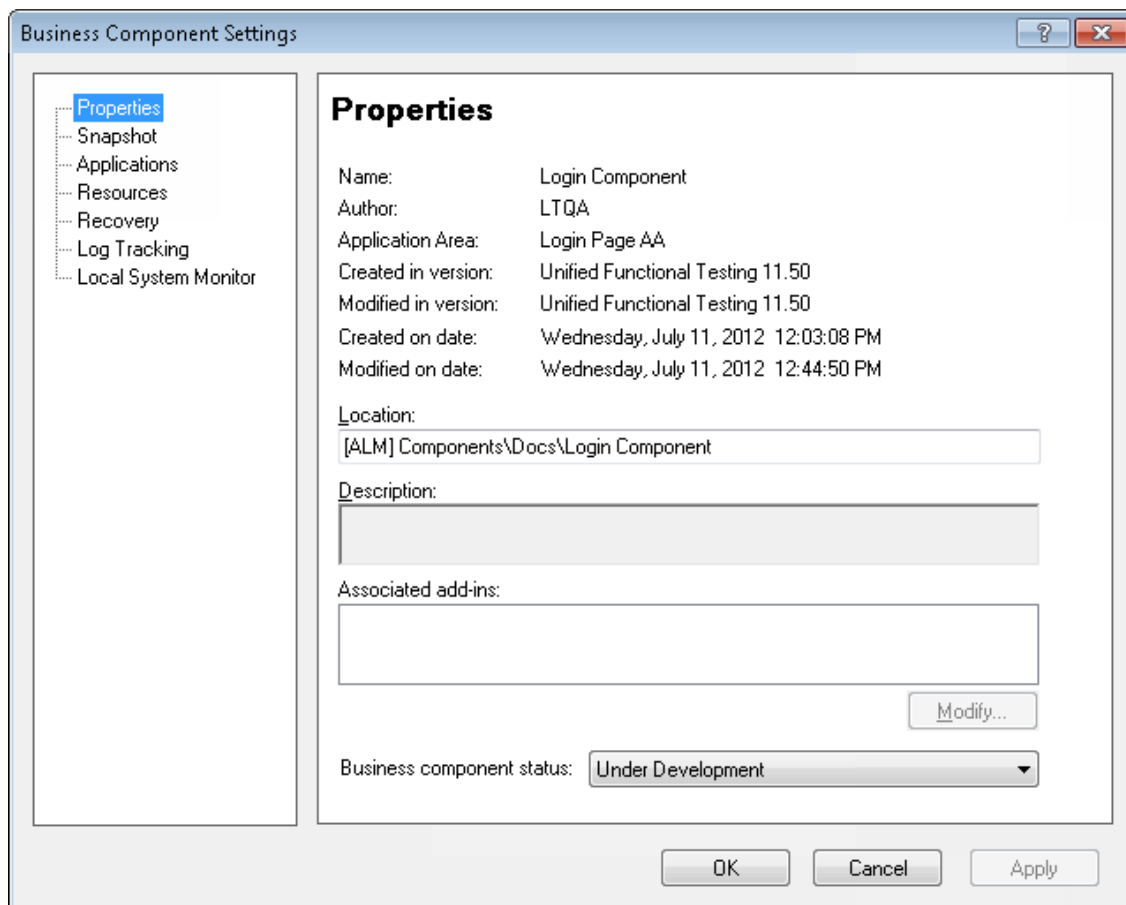 Business Component Settings
?
Properties
Snapshot
Applications
Resources
Recovery
Log Tracking
Local System Monitor
Properties
Name: Login Component
Author: LTQA
Application Area: Login Page AA
Created in version: Unified Functional Testing 11.50
Modified in version: Unified Functional Testing 11.50
Created on date: Wednesday, July 11, 2012 12:03:08 PM
Modified on date: Wednesday, July 11, 2012 12:44:50 PM
Location:
[ALM] Components\Docs\Login Component
Description:
Associated add-ins:
Modify...
Business component status: Under Development
OK Cancel Apply